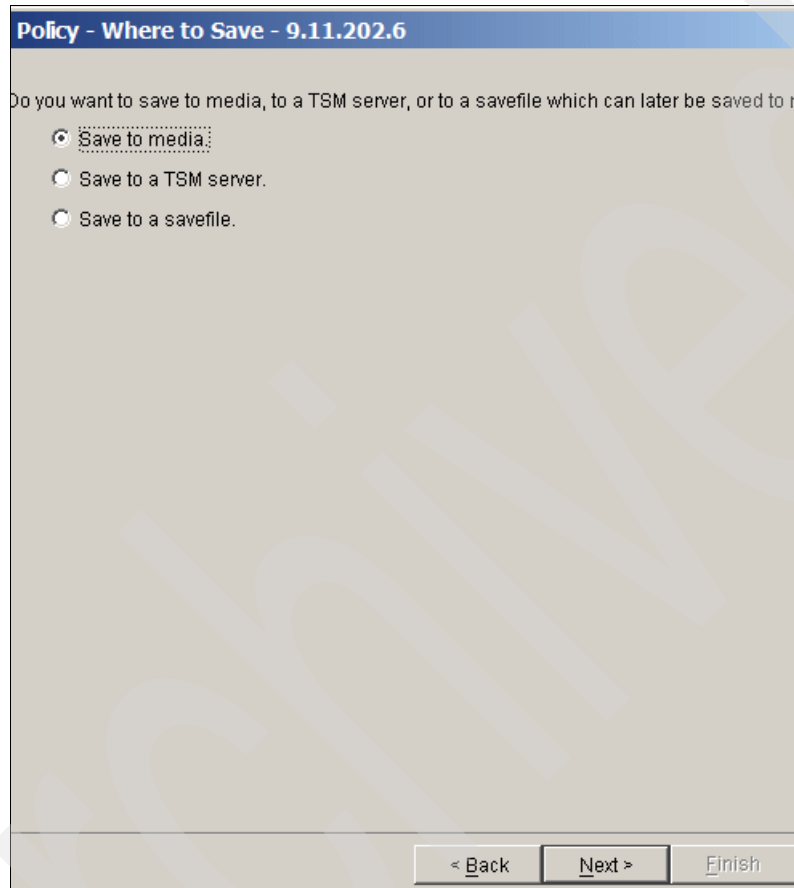 Policy - Where to Save - 9.11.202.6
Do you want to save to media, to a TSM server, or to a savefile which can later be saved to
Save to media.
Save to a TSM server.
Save to a savefile.
< Back
Next >
Finish